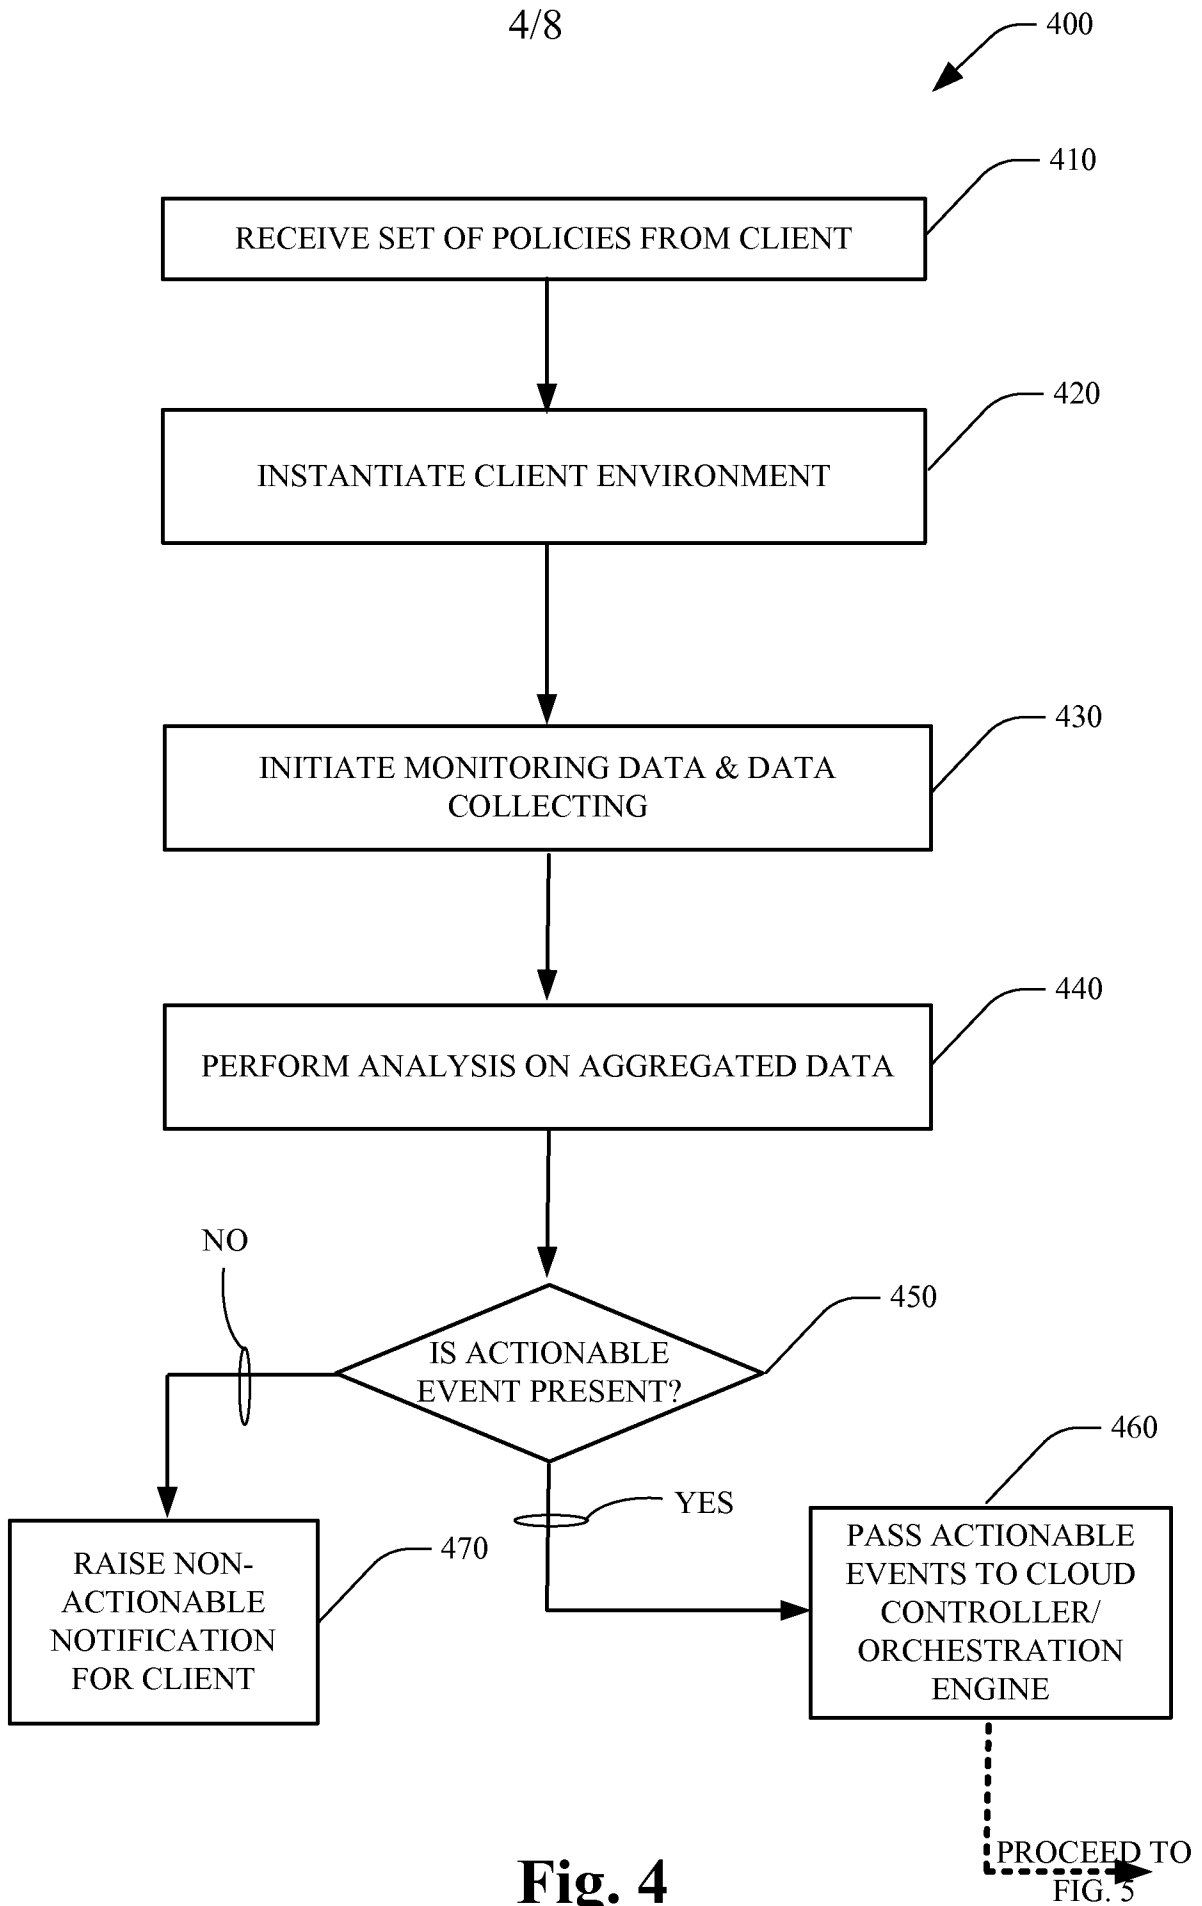 4/8
400
410
RECEIVE SET OF POLICIES FROM CLIENT
420
INSTANTIATE CLIENT ENVIRONMENT
430
INITIATE MONITORING DATA & DATA
COLLECTING
440
PERFORM ANALYSIS ON AGGREGATED DATA
NO
450
IS ACTIONABLE
EVENT PRESENT?
460
YES
PASS ACTIONABLE
EVENTS TO CLOUD
CONTROLLER/
ORCHESTRATION
ENGINE
470
RAISE NON-
ACTIONABLE
NOTIFICATION
FOR CLIENT
PROCEED TO
FIG. 5
Fig. 4